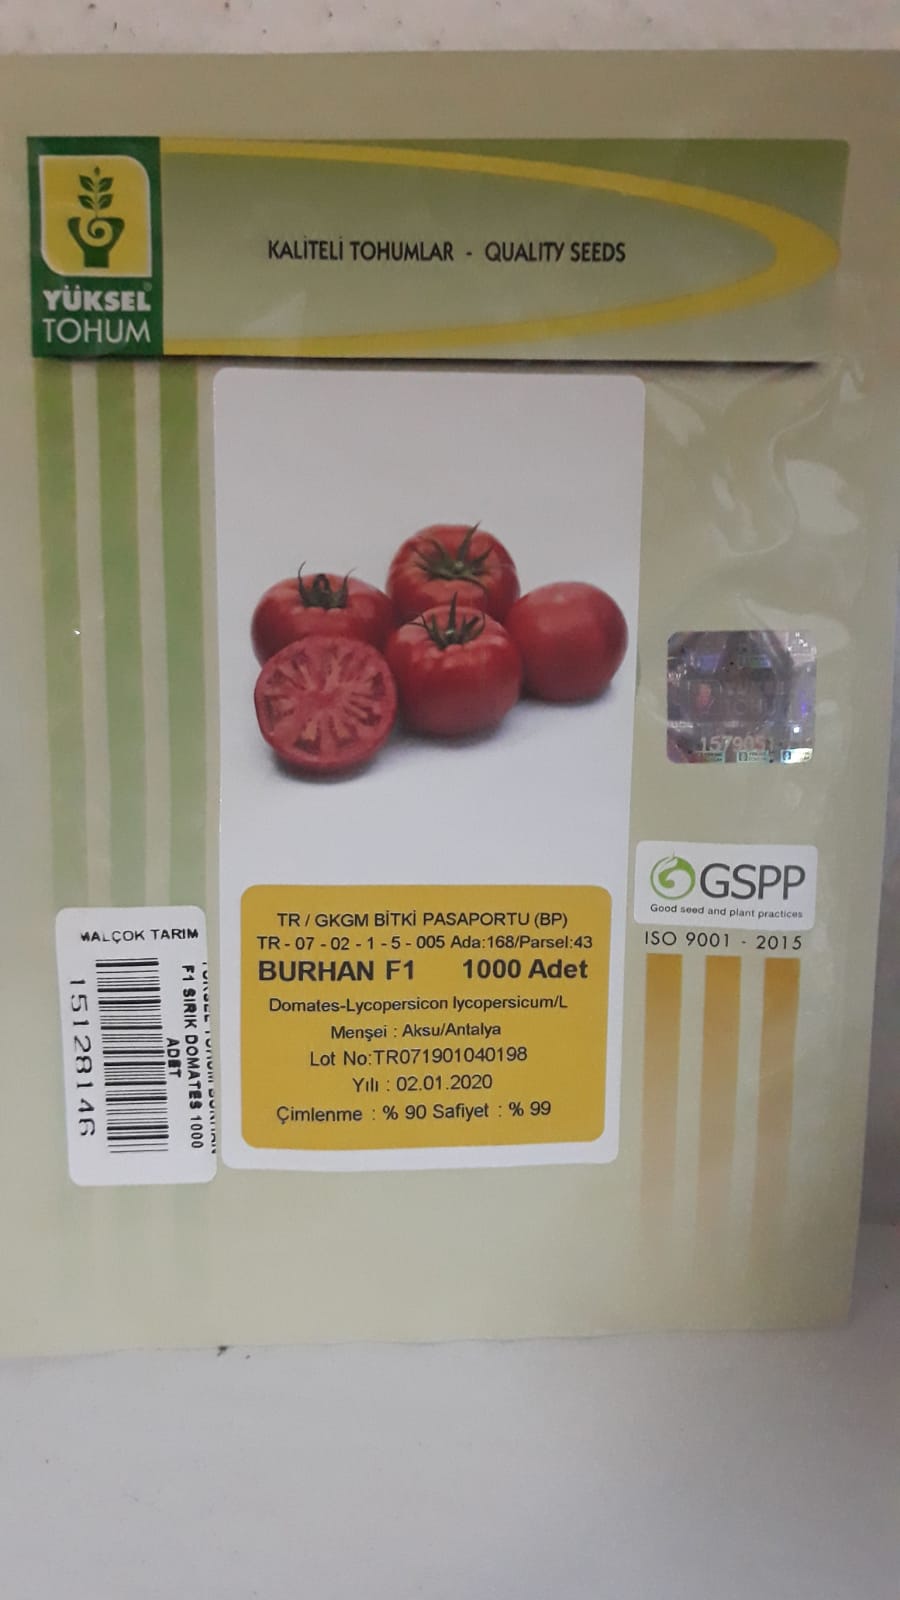 KALİTELİ TOHUMLAR - QUALITY SEEDS
YÜKSEL®
TOHUM
TOHUM
GSPP
Good seed and plant practices
ISO 9001 - 2015
TR / GKGM BİTKİ PASAPORTU (BP)
TR - 07 - 02 - 1 - 5 - 005 Ada:168/Parsel:43
BURHAN F1 1000 Adet
Domates-Lycopersicon lycopersicum/L
Menşei : Aksu/Antalya
Lot No:TR071901040198
Yılı : 02.01.2020
Çimlenme : % 90 Safiyet : % 99
MALÇOK TARIM
F1 SIRIK DOMATES 1000
ADET
15128146